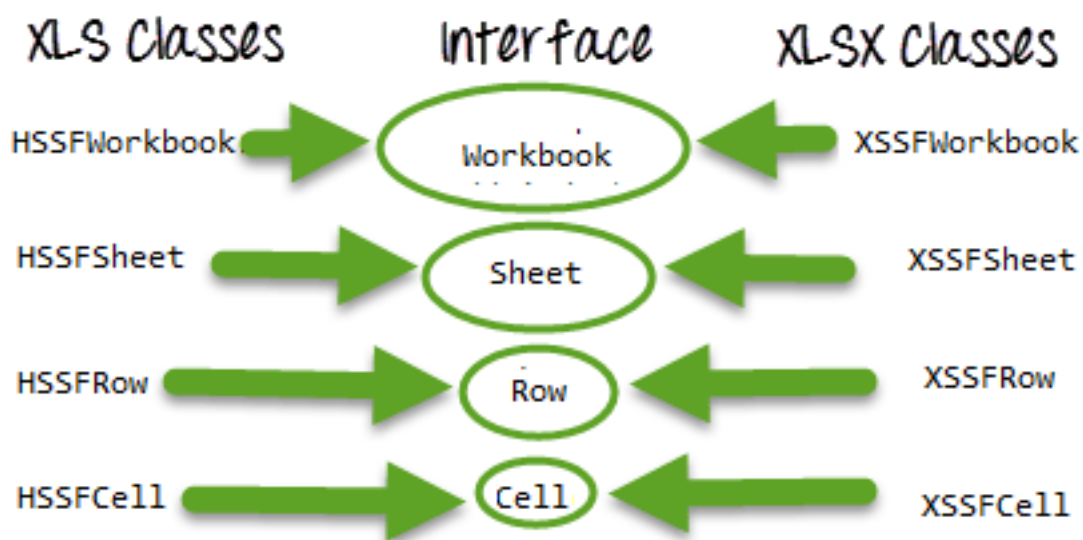 XLS Classes Interface XLSX Classes
HSSFWorkbook Workbook XSSFWorkbook
HSSFSheet Sheet XSSFSheet
HSSFRow Row XSSFRow
HSSFCell Cell XSSFCell